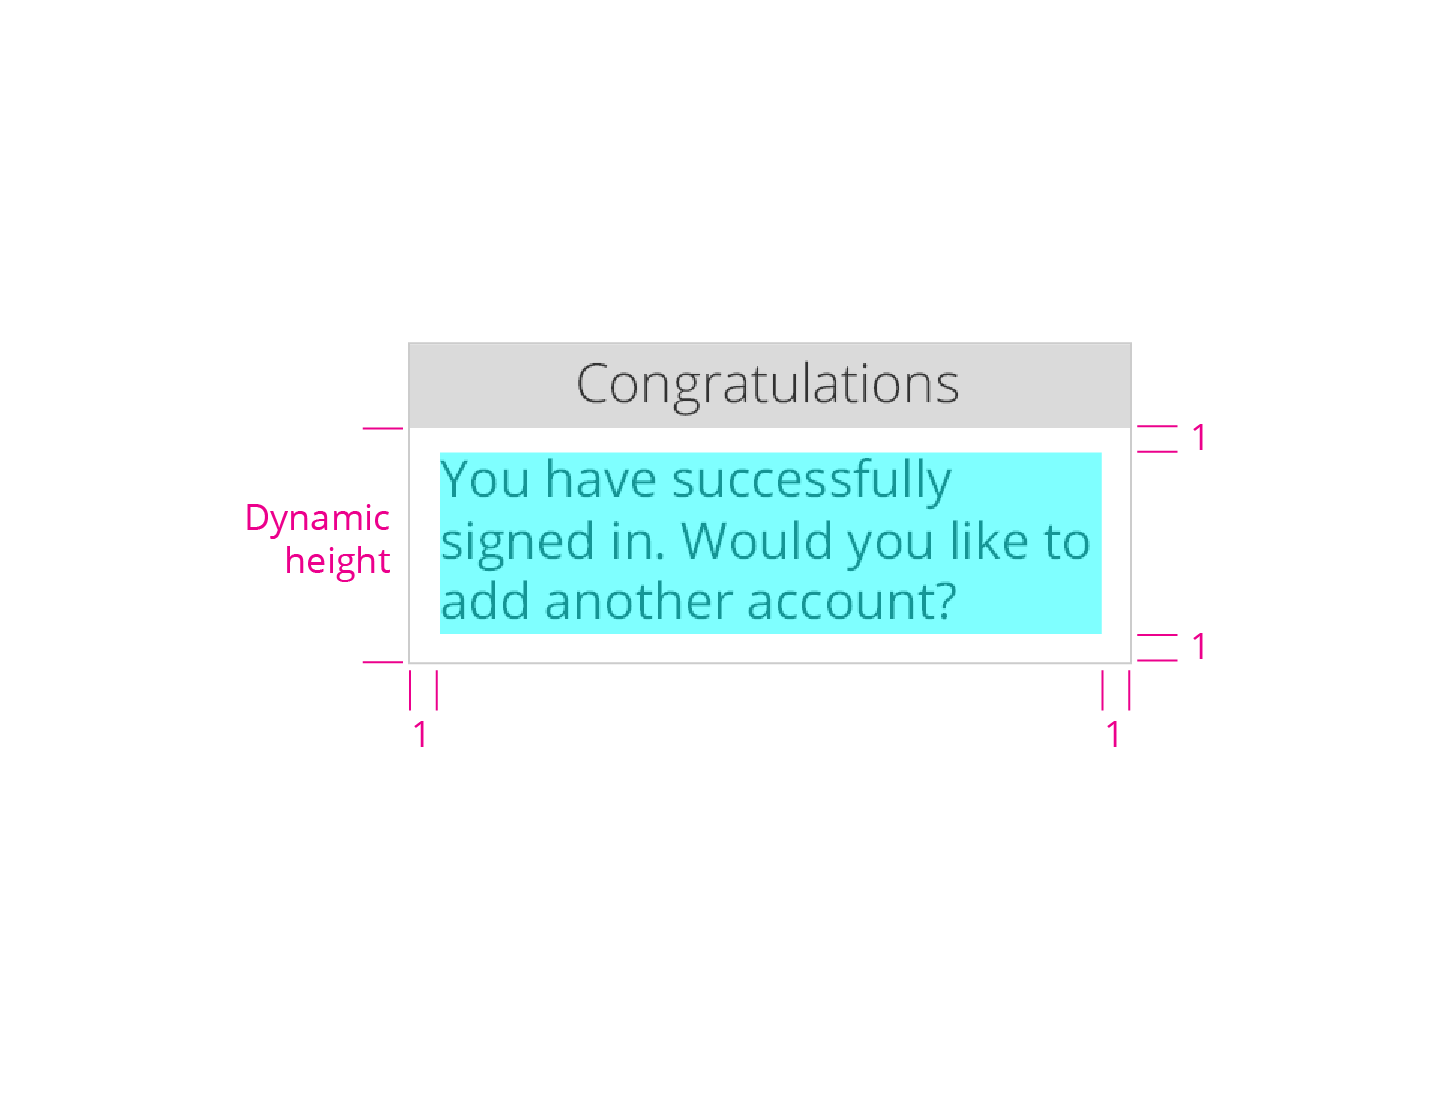 Congratulations
1
You have successfully
signed in. Would you like to
add another account?
Dynamic
height
1
1
1